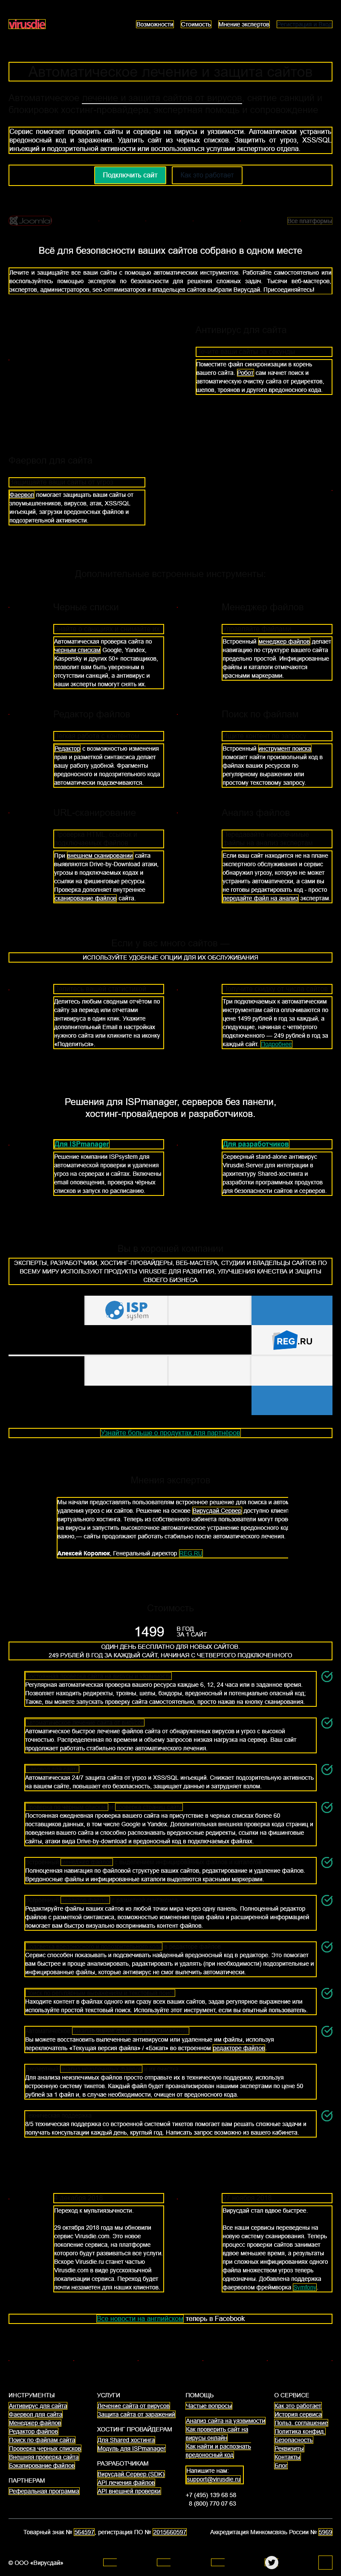 virusdie
Возможности Стоимость Мнение экспертов
Автоматическое лечение и защита сайтов
Сервис помогает проверить сайты и серверы на вирусы и уязвимости. Автоматически устранить
вредоносный код и заражения. Удалить сайт из черных списков. Защитить от угроз, XSS/SQL
инъекций и подозрительной активности или воспользоваться услугами экспертного отдела.
Подключить сайт Как это работает
Joomla! Все платформы
Всё для безопасности ваших сайтов собрано в одном месте
Лечите и защищайте все ваши сайты с помощью автоматических инструментов. Работайте самостоятельно или
воспользуйтесь помощью экспертов по безопасности для решения сложных задач. Тысячи веб-мастеров,
экспертов, администраторов, seo-оптимизаторов и владельцев сайтов выбрали Вирусдай. Присоединяйтесь!
Антивирус для сайта
Поместите файл синхронизации в корень
вашего сайта. Робот сам начнет поиск и
автоматическую очистку сайта от редиректов,
шелов, троянов и другого вредоносного кода.
Фаервол для сайта
Фаервол помогает защищать ваши сайты от
злоумышленников, вирусов, атак, XSS/SQL
инъекций, загрузки вредоносных файлов и
подозрительной активности.
Дополнительные встроенные инструменты
Черные списки
Автоматическая проверка сайта по
черным спискам Google, Yandex,
Kaspersky и других 50+ поставщиков,
позволит вам быть уверенным в
отсутствии санкций, а антивирус и
наши эксперты помогут снять их.
Менеджер файлов
Встроенный менеджер файлов делает
навигацию по структуре вашего сайта
предельно простой. Инфицированные
файлы и каталоги отмечаются
красными маркерами.
Редактор файлов
Редактор с возможностью изменения
прав и разметкой синтаксиса делает
вашу работу удобной. Фрагменты
вредоносного и подозрительного кода
автоматически подсвечиваются.
Поиск по файлам
Встроенный инструмент поиска
помогает найти произвольный код в
файлах ваших ресурсов по
регулярному выражению или
простому текстовому запросу.
URL-сканирование
При внешнем сканировании сайта
выявляются Drive-by-Download атаки,
угрозы в подключаемых кодах и
ссылки на фишинговые ресурсы.
Проверка дополняет внутреннее
сканирование файлов сайта.
Анализ файлов
Если ваш сайт находится не на плане
экспертного обслуживания и сервис
обнаружил угрозу, которую не может
устранить автоматически, а сами вы
не готовы редактировать код - просто
передайте файл на анализ экспертам.
Если у вас много сайтов —
ИСПОЛЬЗУЙТЕ УДОБНЫЕ ОПЦИИ ДЛЯ ИХ ОБСЛУЖИВАНИЯ
Делитесь любым сводным отчётом по
сайту за период или отчетами
антивируса в один клик. Укажите
дополнительный Email в настройках
нужного сайта или кликните на иконку
«Поделиться».
Три подключаемых к автоматическим
инструментам сайта оплачиваются по
цене 1499 рублей в год за каждый, а
следующие, начиная с четвёртого
подключенного — 249 рублей в год за
каждый сайт. Подробнее
Решения для ISPmanager, серверов без панели,
хостинг-провайдеров и разработчиков.
Для ISPmanager
Решение компании ISPsystem для
автоматической проверки и удаления
угроз на серверах и сайтах. Включены
email оповещения, проверка чёрных
списков и запуск по расписанию.
Для разработчиков
Серверный stand-alone антивирус
Virusdie.Server для интеграции в
архитектуру Shared-хостинга и
разработки программных продуктов
для безопасности сайтов и серверов.
Вы в хорошей компании
ЭКСПЕРТЫ, РАЗРАБОТЧИКИ, ХОСТИНГ-ПРОВАЙДЕРЫ, ВЕБ-МАСТЕРА, СТУДИИ И ВЛАДЕЛЬЦЫ САЙТОВ ПО
ВСЕМУ МИРУ ИСПОЛЬЗУЮТ ПРОДУКТЫ VIRUSDIE ДЛЯ РАЗВИТИЯ, УЛУЧШЕНИЯ КАЧЕСТВА И ЗАЩИТЫ
СВОЕГО БИЗНЕСА
ISP system
REG.RU
Узнайте больше о продуктах для партнёров
Мнения экспертов
Мы начали предоставлять пользователям встроенное решение для поиска и автом
удаления угроз с их сайтов. Решение на основе Вирусдай.Сервер доступно клиен
виртуального хостинга. Теперь из собственного кабинета пользователи могут пров
на вирусы и запустить высокоточное автоматическое устранение вредоносного код
важно,— сайты продолжают работать стабильно после автоматического лечения.
Алексей Королюк, Генеральный директор REG.RU
Стоимость
1499 В ГОД
ЗА 1 САЙТ
ОДИН ДЕНЬ БЕСПЛАТНО ДЛЯ НОВЫХ САЙТОВ.
249 РУБЛЕЙ В ГОД ЗА КАЖДЫЙ САЙТ, НАЧИНАЯ С ЧЕТВЕРТОГО ПОДКЛЮЧЕННОГО
Регулярная автоматическая проверка вашего ресурса каждые 6, 12, 24 часа или в заданное время.
Позволяет находить редиректы, трояны, шелы, бэкдоры, вредоносный и потенциально опасный код.
Также, вы можете запускать проверку сайта самостоятельно, просто нажав на кнопку сканирования.
Автоматическое быстрое лечение файлов сайта от обнаруженных вирусов и угроз с высокой
точностью. Распределенная по времени и объему запросов низкая нагрузка на сервер. Ваш сайт
продолжает работать стабильно после автоматического лечения.
Автоматическая 24/7 защита сайта от угроз и XSS/SQL инъекций. Снижает подозрительную активность
на вашем сайте, повышает его безопасность, защищает данные и затрудняет взлом.
Постоянная ежедневная проверка вашего сайта на присутствие в черных списках более 60
поставщиков данных, в том числе Google и Yandex. Дополнительная внешняя проверка кода страниц и
поведения вашего сайта и способно распознавать вредоносные редиректы, ссылки на фишинговые
сайты, атаки вида Drive-by-download и вредоносный код в подключаемых файлах.
Полноценная навигация по файловой структуре ваших сайтов, редактирование и удаление файлов.
Вредоносные файлы и инфицированные каталоги выделяются красными маркерами.
Редактируйте файлы ваших сайтов из любой точки мира через одну панель. Полноценный редактор
файлов с разметкой синтаксиса, возможностью изменения прав файла и расширенной информацией
помогает вам быстро визуально воспринимать контент файлов.
Сервис способен показывать и подсвечивать найденный вредоносный код в редакторе. Это помогает
вам быстрее и проще анализировать, редактировать и удалять (при необходимости) подозрительные и
инфицированные файлы, которые антивирус не смог вылечить автоматически.
Находите контент в файлах одного или сразу всех ваших сайтов, задав регулярное выражение или
используйте простой текстовый поиск. Используйте этот инструмент, если вы опытный пользователь.
Вы можете восстановить вылеченные антивирусом или удаленные им файлы, используя
переключатель «Текущая версия файла» / «Бэкап» во встроенном редакторе файлов.
Для анализа неизлечимых файлов просто отправьте их в техническую поддержку, используя
встроенную систему тикетов. Каждый файл будет проанализирован нашими экспертами по цене 50
рублей за 1 файл и, в случае необходимости, очищен от вредоносного кода.
8/5 техническая поддержка со встроенной системой тикетов помогает вам решать сложные задачи и
получать консультации каждый день, круглый год. Написать запрос возможно из вашего кабинета.
Переход к мультиязычности.
29 октября 2018 года мы обновили
сервис Virusdie.com. Это новое
поколение сервиса, на платформе
которого будут развиваться все услуги.
Вскоре Virusdie.ru станет частью
Virusdie.com в виде русскоязычной
локализации сервиса. Переход будет
почти незаметен для наших клиентов.
Вирусдай стал вдвое быстрее.
Все наши сервисы переведены на
новую систему сканирования. Теперь
процесс проверки сайтов занимает
вдвое меньшее время, а результаты
при сложных инфицированиях одного
файла множеством угроз теперь
однозначны. Добавлена поддержка
фаерволом фреймворка Symfony.
Все новости на английском теперь в Facebook
ИНСТРУМЕНТЫ
Антивирус для сайта
Фаервол для сайта
Менеджер файлов
Редактор файлов
Поиск по файлам сайта
Проверка черных списков
Внешняя проверка сайта
Бэкапирование файлов
ПАРТНЕРАМ
Реферальная программа
УСЛУГИ
Лечение сайта от вирусов
Защита сайта от заражений
ХОСТИНГ ПРОВАЙДЕРАМ
Для Shared хостинга
Модуль для ISPmanager
РАЗРАБОТЧИКАМ
Вирусдай.Сервер (SDK)
API лечения файлов
API внешней проверки
ПОМОЩЬ
Частые вопросы
Анализ сайта на уязвимости
Как проверить сайт на
вирусы онлайн
Как найти и распознать
вредоносный код
Напишите нам:
support@virusdie.ru
+7 (495) 139 68 58
8 (800) 770 07 63
О СЕРВИСЕ
Как это работает
История сервиса
Польз. соглашение
Политика конфид.
Безопасность
Реквизиты
Контакты
Блог
Товарный знак № 564597, регистрация ПО № 2015660597 Аккредитация Минкомсвязь России № 5969
© ООО «Вирусдай»